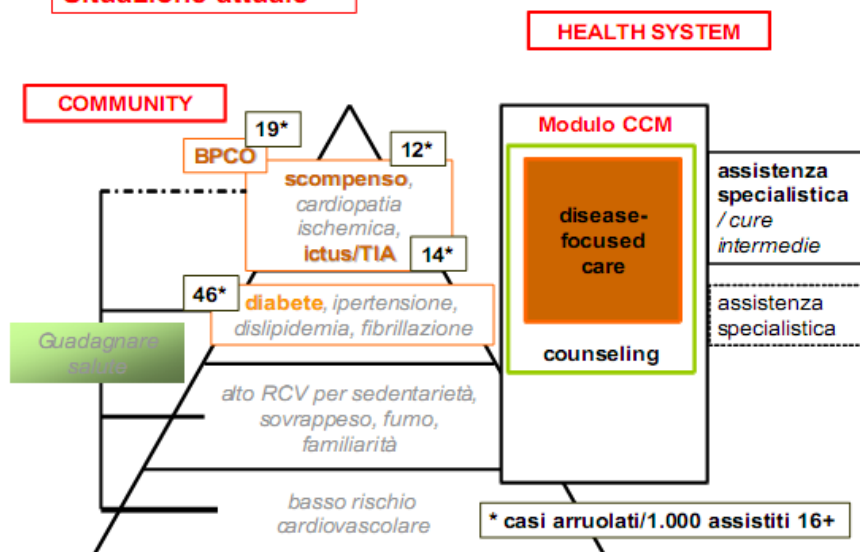 HEALTH SYSTEM
COMMUNITY
19*
BPCO
12*
scompenso,
cardiopatia
ischemica,
ictus/TIA
14*
46*
diabete, ipertensione,
dislipidemia, fibrillazione
Guadagnare
salute
alto RCV per sedentarietà,
sovrappeso, fumo,
familiarità
basso rischio
cardiovascolare
Modulo CCM
disease-
focused
care
counseling
assistenza
specialistica
/ cure
intermedie
assistenza
specialistica
* casi arruolati/1.000 assistiti 16+